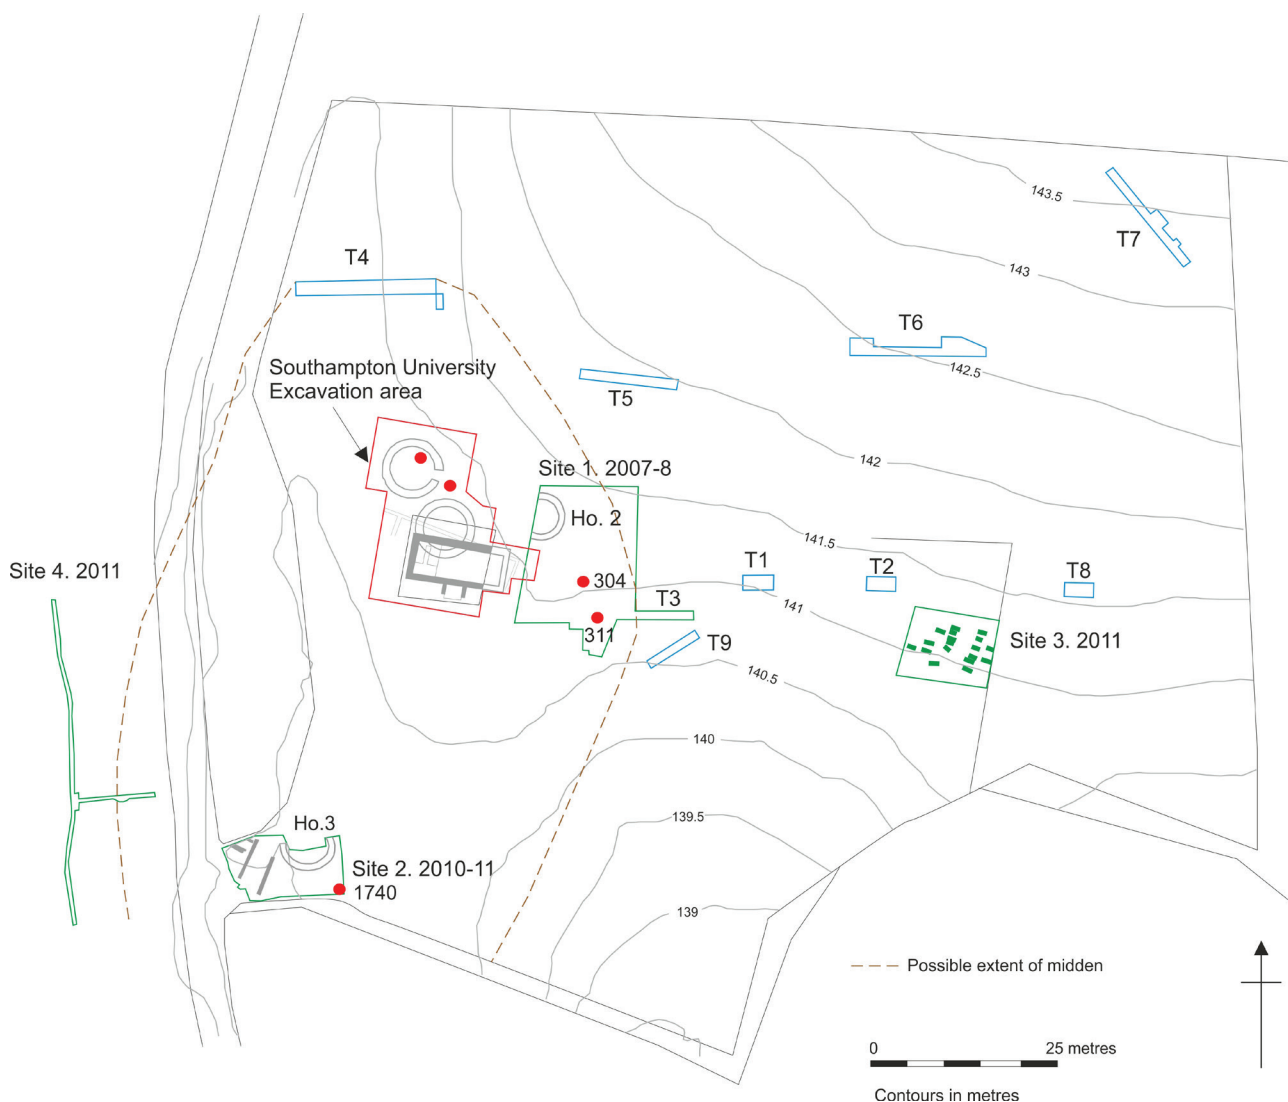 143.5
T7
T4
143
T6
142.5
Southampton University
Excavation area
T5
142
Site 1. 2007-8
Ho. 2
141.5
T1
T2
T8
Site 4. 2011
304
T3
141
311
T9
Site 3. 2011
140.5
140
139.5
Ho.3
Site 2. 2010-11
1740
139
Possible extent of midden
0
25 metres
Contours in metres